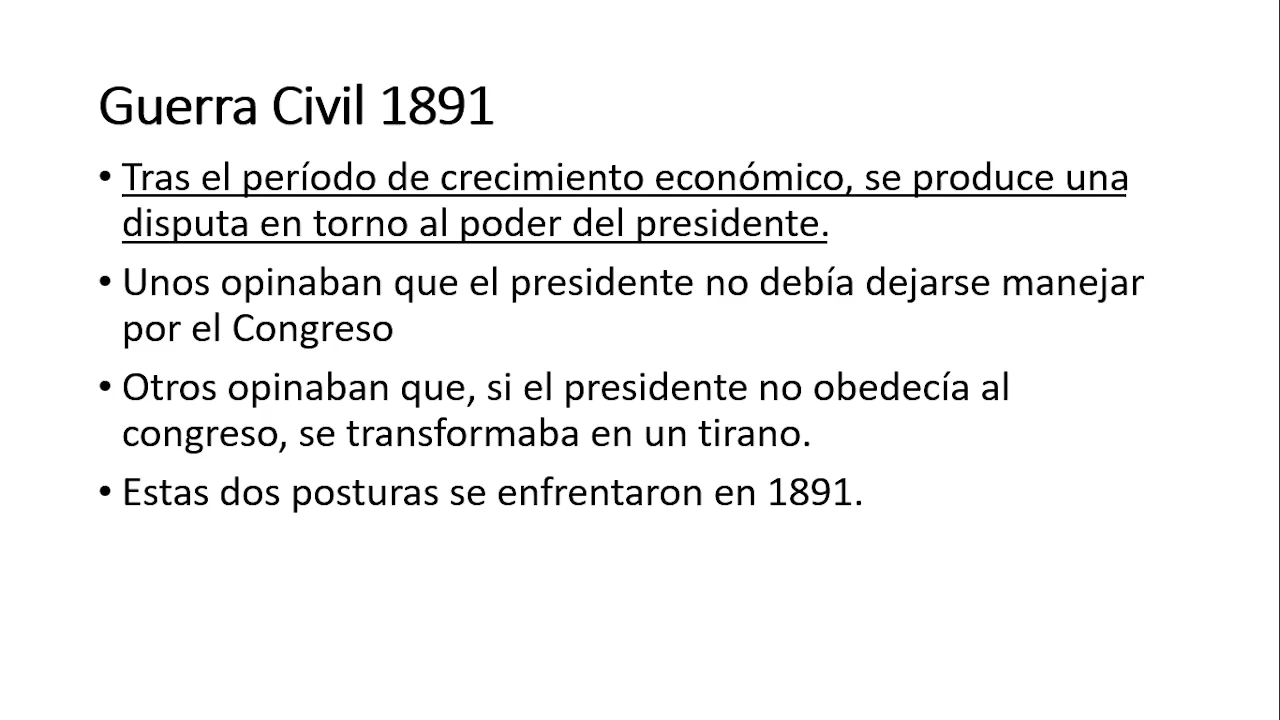 Guerra Civil 1891
• Tras el período de crecimiento económico, se produce una
disputa en torno al poder del presidente.
• Unos opinaban que el presidente no debía dejarse manejar
por el Congreso
• Otros opinaban que, si el presidente no obedecía al
congreso, se transformaba en un tirano.
• Estas dos posturas se enfrentaron en 1891.